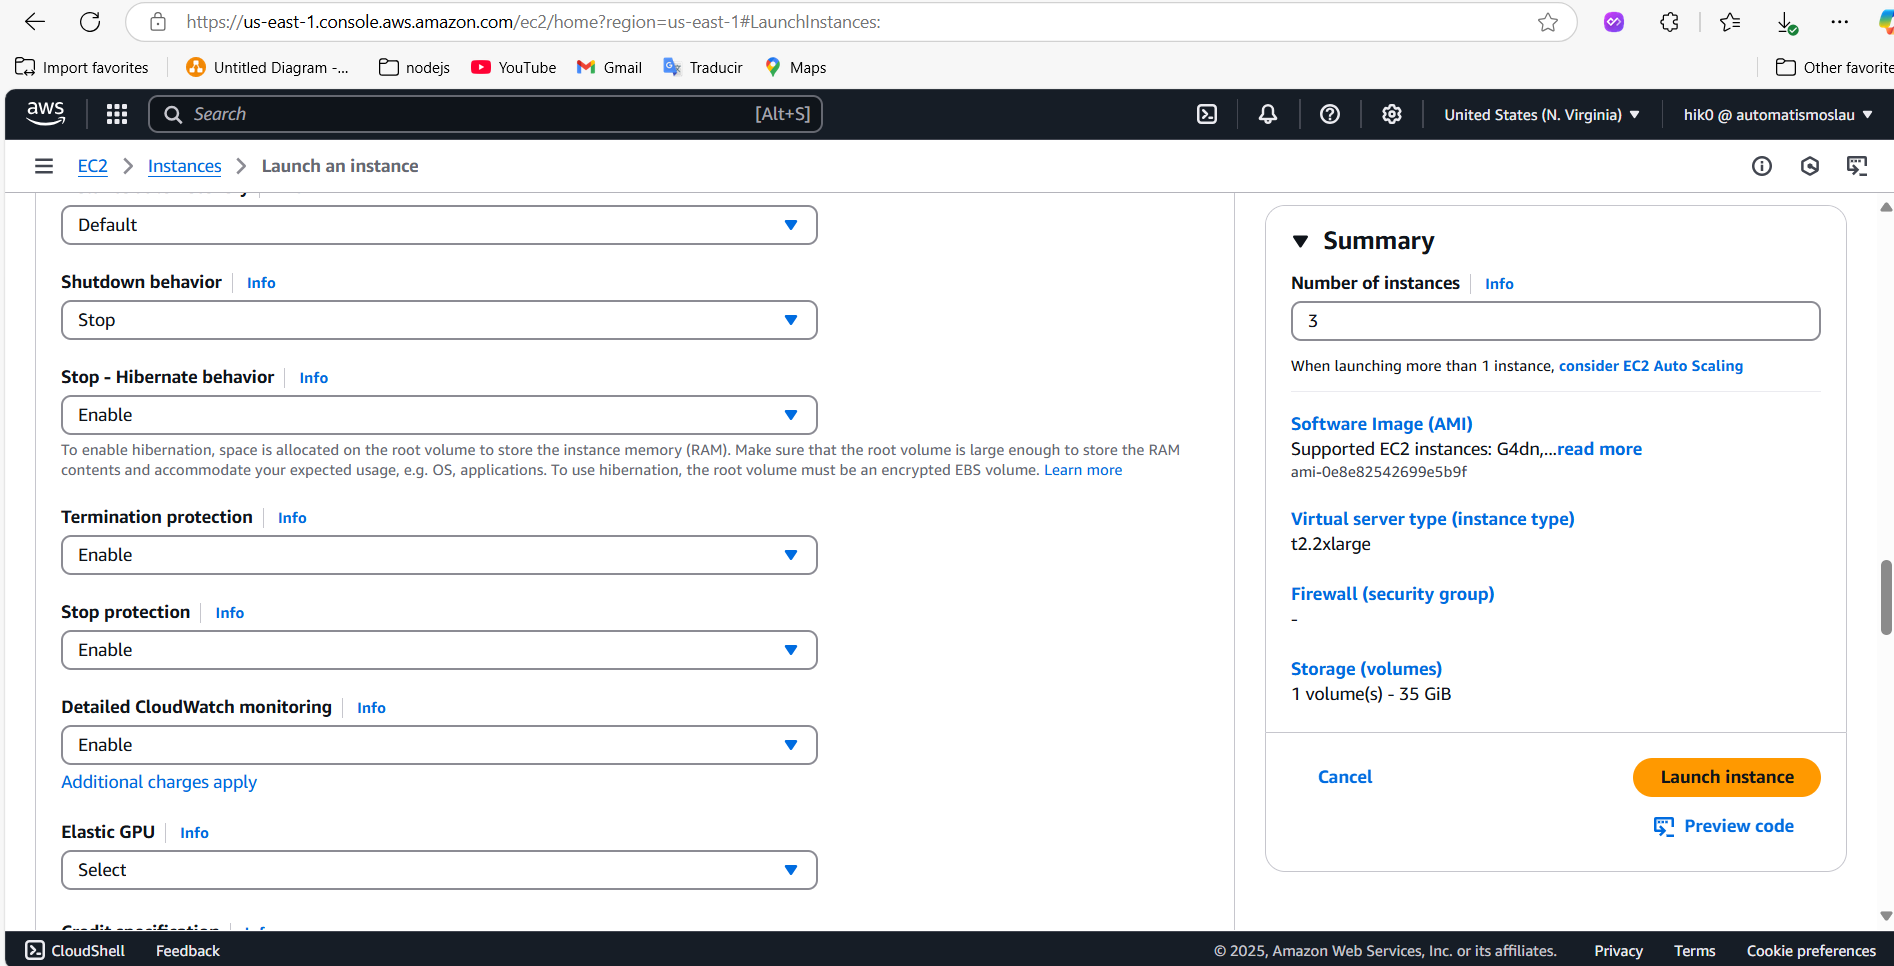 https://us-east-1.console.aws.amazon.com/ec2/home?region=us-east-1#LaunchInstances:
Import favorites
Untitled Diagram -...
nodejs
YouTube
Gmail
Traducir
Maps
Other favorite
aws
Search
[Alt+S]
United States (N. Virginia)
hik0 @ automatismoslau
EC2
Instances
Launch an instance
Default
Shutdown behavior
Info
Stop
Stop - Hibernate behavior
Info
Enable
To enable hibernation, space is allocated on the root volume to store the instance memory (RAM). Make sure that the root volume is large enough to store the RAM
contents and accommodate your expected usage, e.g. OS, applications. To use hibernation, the root volume must be an encrypted EBS volume. Learn more
Termination protection
Info
Enable
Stop protection
Info
Enable
Detailed CloudWatch monitoring
Info
Enable
Additional charges apply
Elastic GPU
Info
Select
Credit specification
Info
Summary
Number of instances
Info
3
When launching more than 1 instance, consider EC2 Auto Scaling
Software Image (AMI)
Supported EC2 instances: G4dn,...read more
ami-0e8e82542699e5b9f
Virtual server type (instance type)
t2.2xlarge
Firewall (security group)
-
Storage (volumes)
1 volume(s) - 35 GiB
Cancel
Launch instance
Preview code
CloudShell
Feedback
© 2025, Amazon Web Services, Inc. or its affiliates.
Privacy
Terms
Cookie preferences